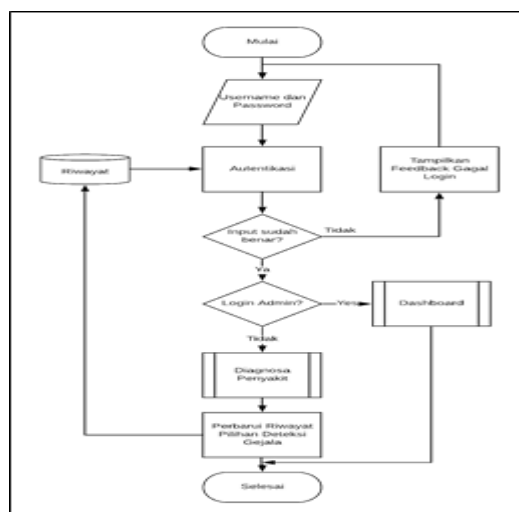 Mulai
Username dan
Password
Riwayat
Autentikasi
Tampilkan
Feedback Gagal
Login
Input sudah
benar?
Tidak
Ya
Login Admin?
Yes
Dashboard
Tidak
Diagnosa
Penyakit
Perbarui Riwayat
Pilihan Deteksi
Gejala
Selesai